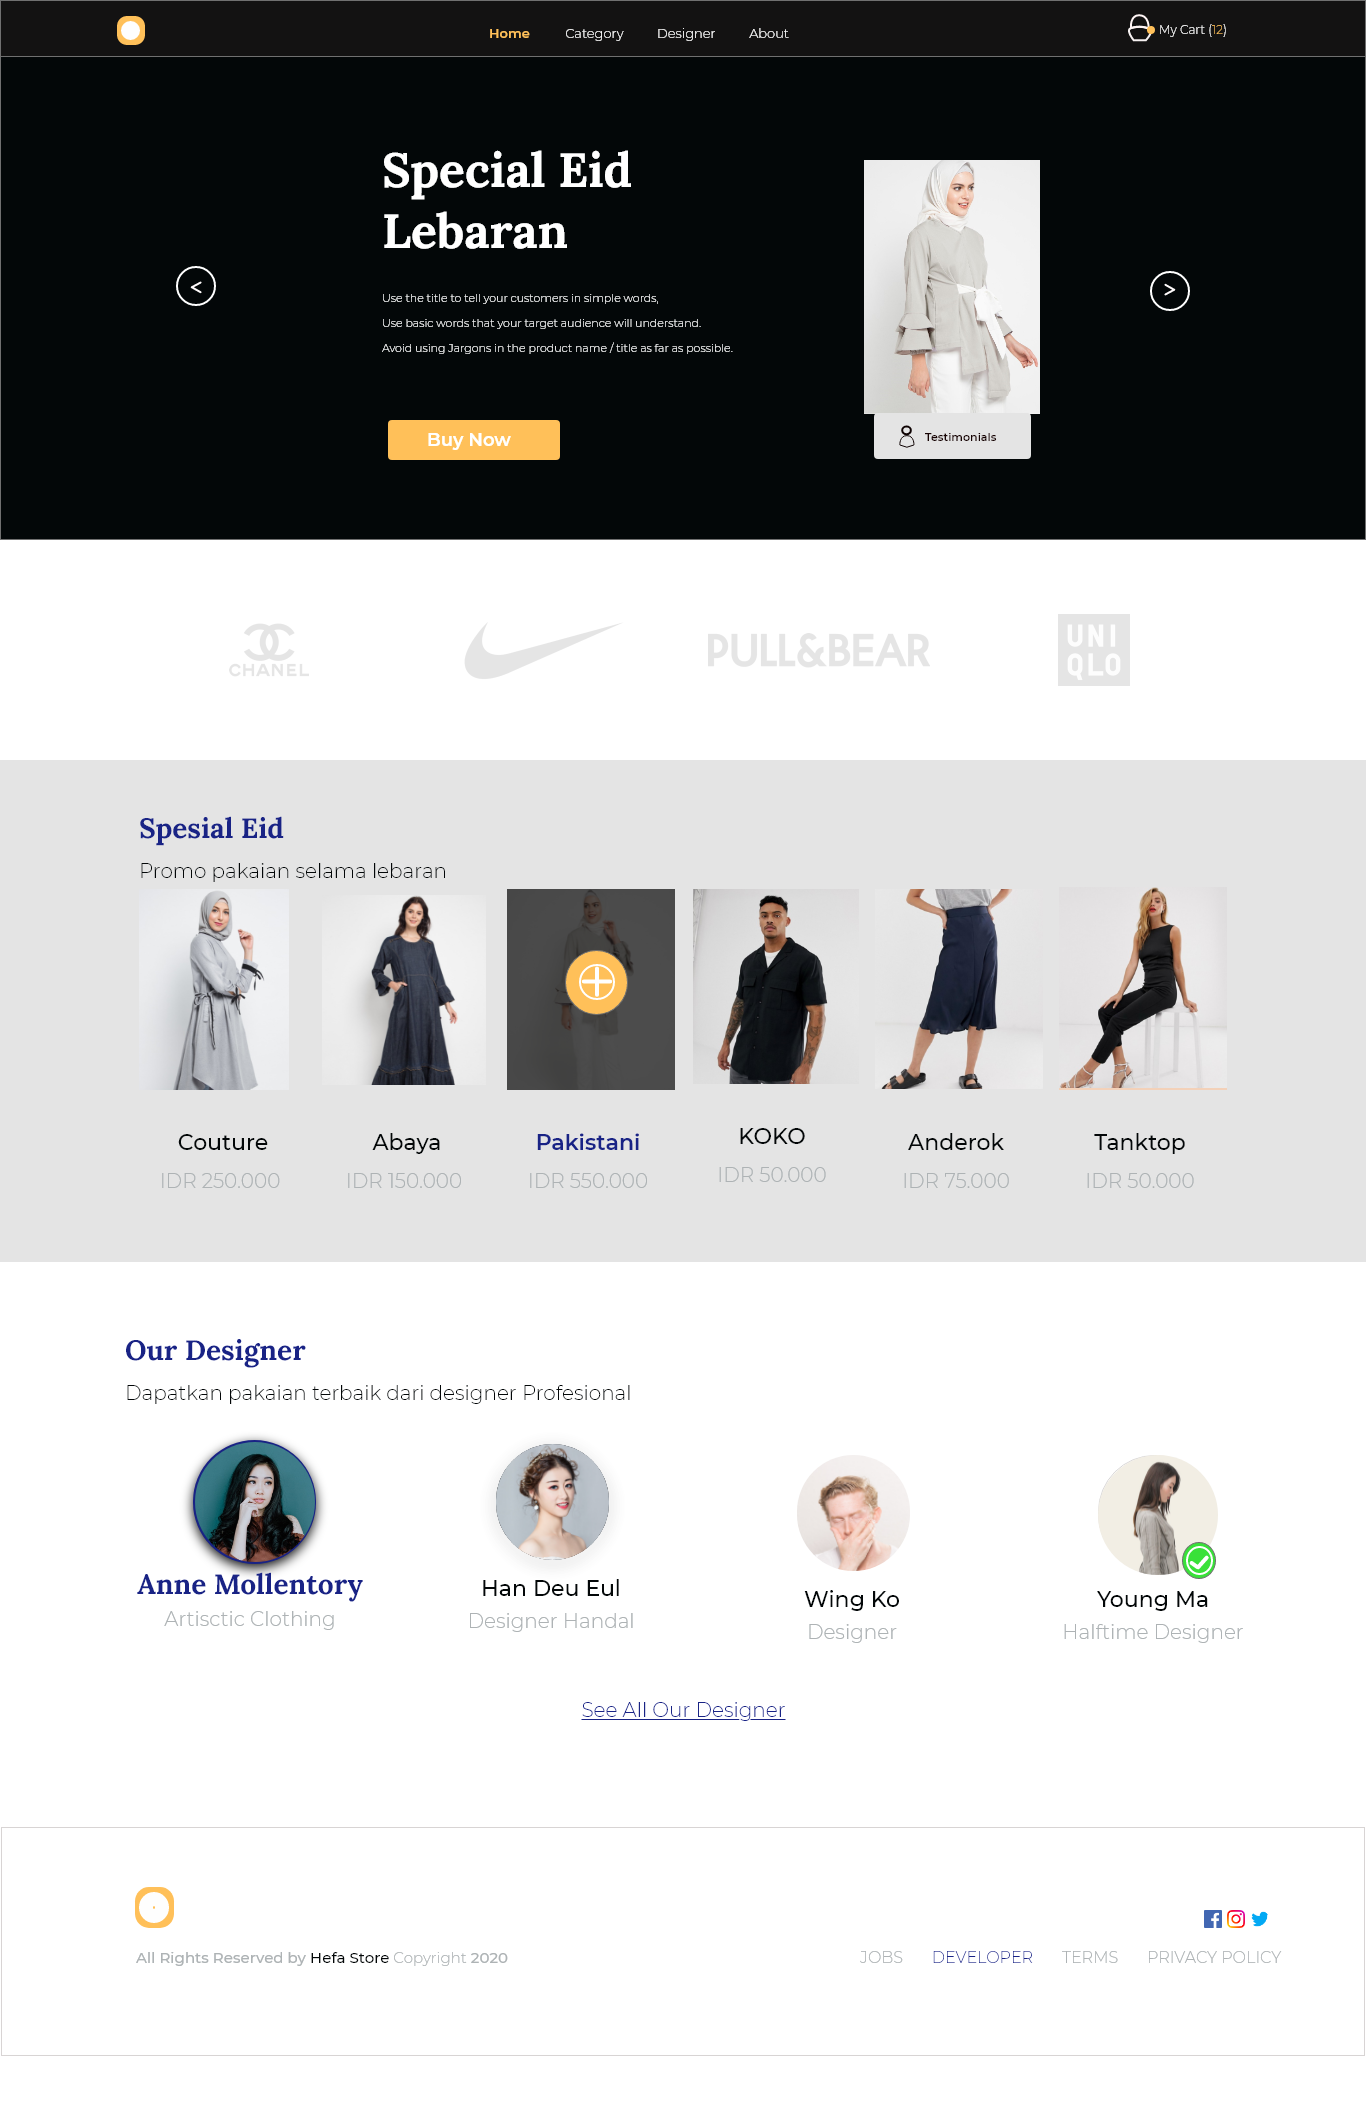 Home Category Designer About My Cart (12)
Special Eid
Lebaran
Use the title to tell your customers in simple words,
Use basic words that your target audience will understand.
Avoid using Jargons in the product name / title as far as possible.
< >
Buy Now
Testimonials
CHANEL
PULL&BEAR
UNI
QLO
Spesial Eid
Promo pakaian selama lebaran
Couture Abaya Pakistani KOKO Anderok Tanktop
IDR 250.000 IDR 150.000 IDR 550.000 IDR 50.000 IDR 75.000 IDR 50.000
Our Designer
Dapatkan pakaian terbaik dari designer Profesional
Anne Mollentory Han Deu Eul Wing Ko Young Ma
Artisctic Clothing Designer Handal Designer Halftime Designer
See All Our Designer
All Rights Reserved by Hefa Store Copyright 2020
JOBS DEVELOPER TERMS PRIVACY POLICY